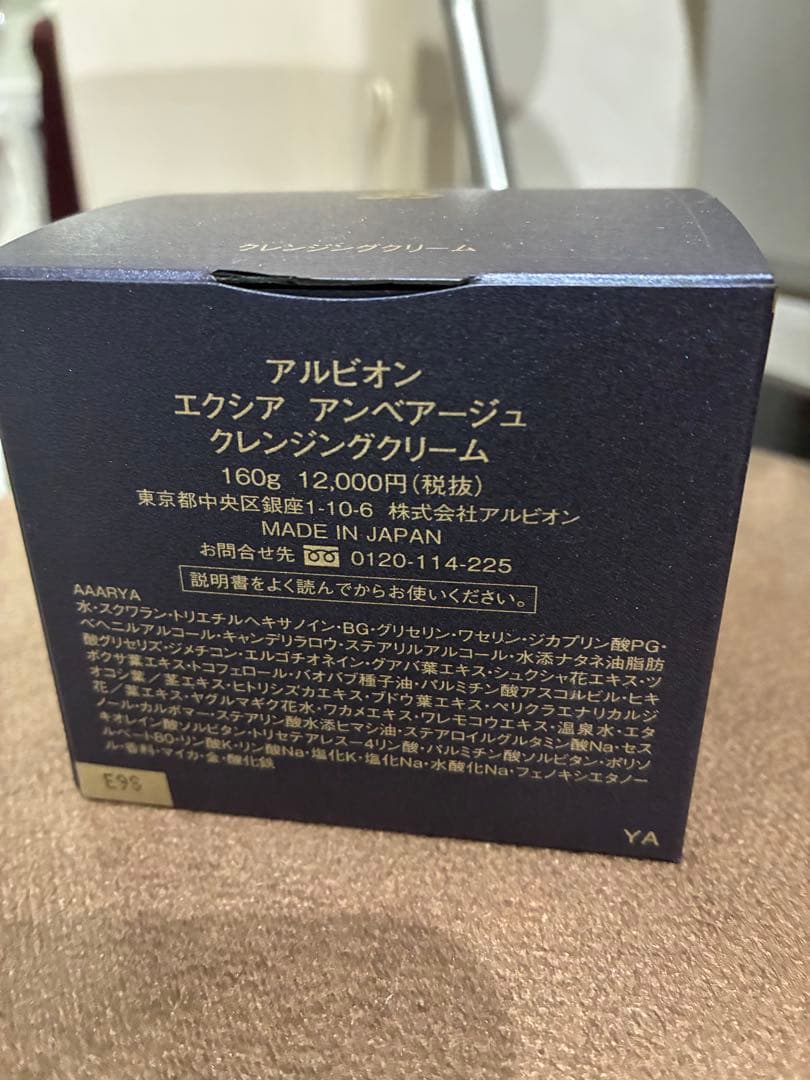 クレンジングクリーム
アルビオン
エクシア アンベアージュ
クレンジングクリーム
160g 12,000円(税抜)
東京都中央区銀座1-10-6 株式会社アルビオン
MADE IN JAPAN
お問合せ先 0120-114-225
説明書をよく読んでからお使いください。
AAARYA
水・スクワラン・トリエチルヘキサノイン・BG・グリセリン・ワセリン・ジカプリン酸PG・
ベヘニルアルコール・キャンデリラロウ・ステアリルアルコール・水添ナタネ油脂肪
酸グリセリズ・ジメチコン・エルゴチオネイン・グアバ葉エキス・シュクシャ花エキス・ツ
ボクサ葉エキス・トコフェロール・バオバブ種子油・パルミチン酸アスコルビル・ヒキ
オコシ葉/茎エキス・ヒトリシズカエキス・ブドウ葉エキス・ペリクラエナリカルジ
花/葉エキス・ヤグルマギク花水・ワカメエキス・ワレモコウエキス・温泉水・エタ
ノール・カルボマー・ステアリン酸水添ヒマシ油・ステアロイルグルタミン酸Na・セス
キオレイン酸ソルビタン・トリセテアレス-4リン酸・パルミチン酸ソルビタン・ポリソ
ルベート80・リン酸K・リン酸Na・塩化K・塩化Na・水酸化Na・フェノキシエタノー
ル・香料・マイカ・金・酸化鉄
E9S
YA